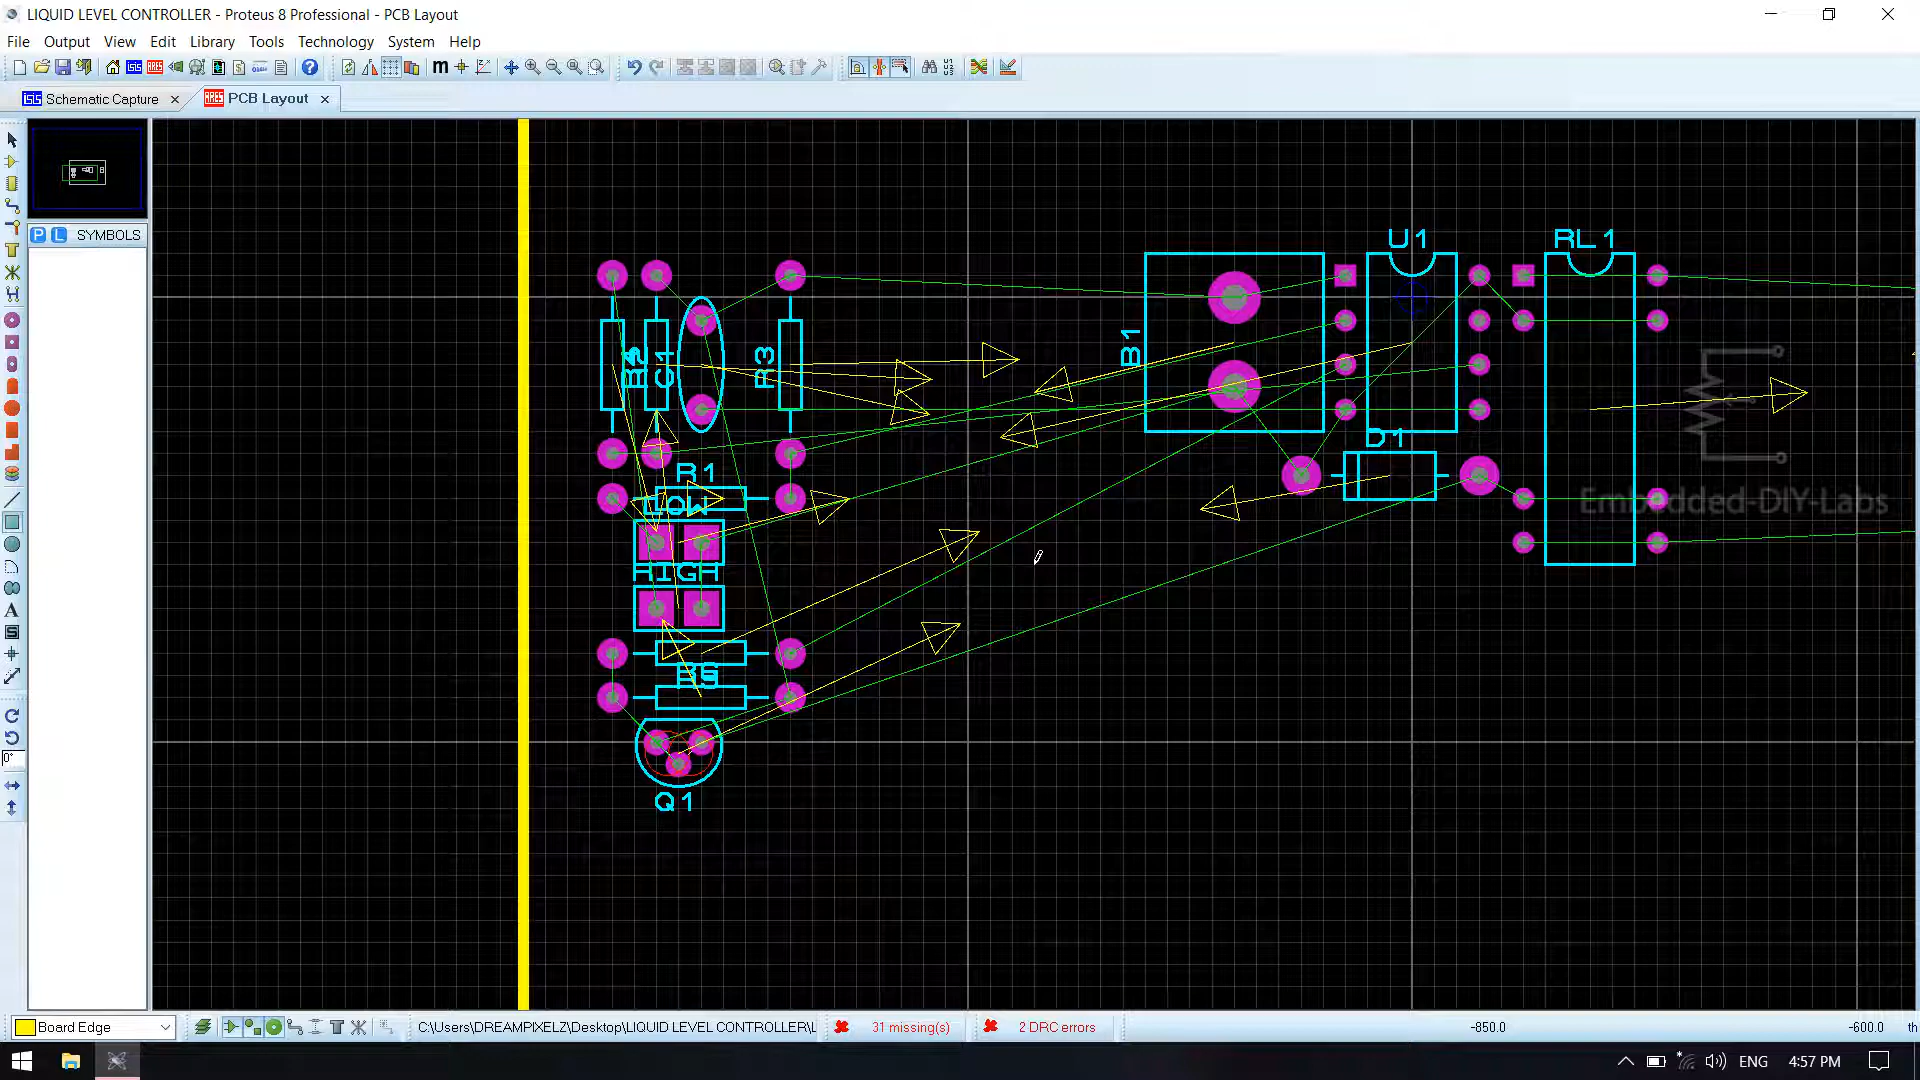 LIQUID LEVEL CONTROLLER - Proteus 8 Professional - PCB Layout
File Output View Edit Library Tools Technology System Help
Schematic Capture
PCB Layout
P L SYMBOLS
U1
RL1
B1
C1
R3
D1
R1
LOW
HIGH
Q1
Embedded-DIY-Labs
0°
Board Edge
C:\Users\DREAMPIXELZ\Desktop\LIQUID LEVEL CONTROLLER\L
31 missing(s)
2 DRC errors
-850.0
-600.0
th
ENG
4:57 PM